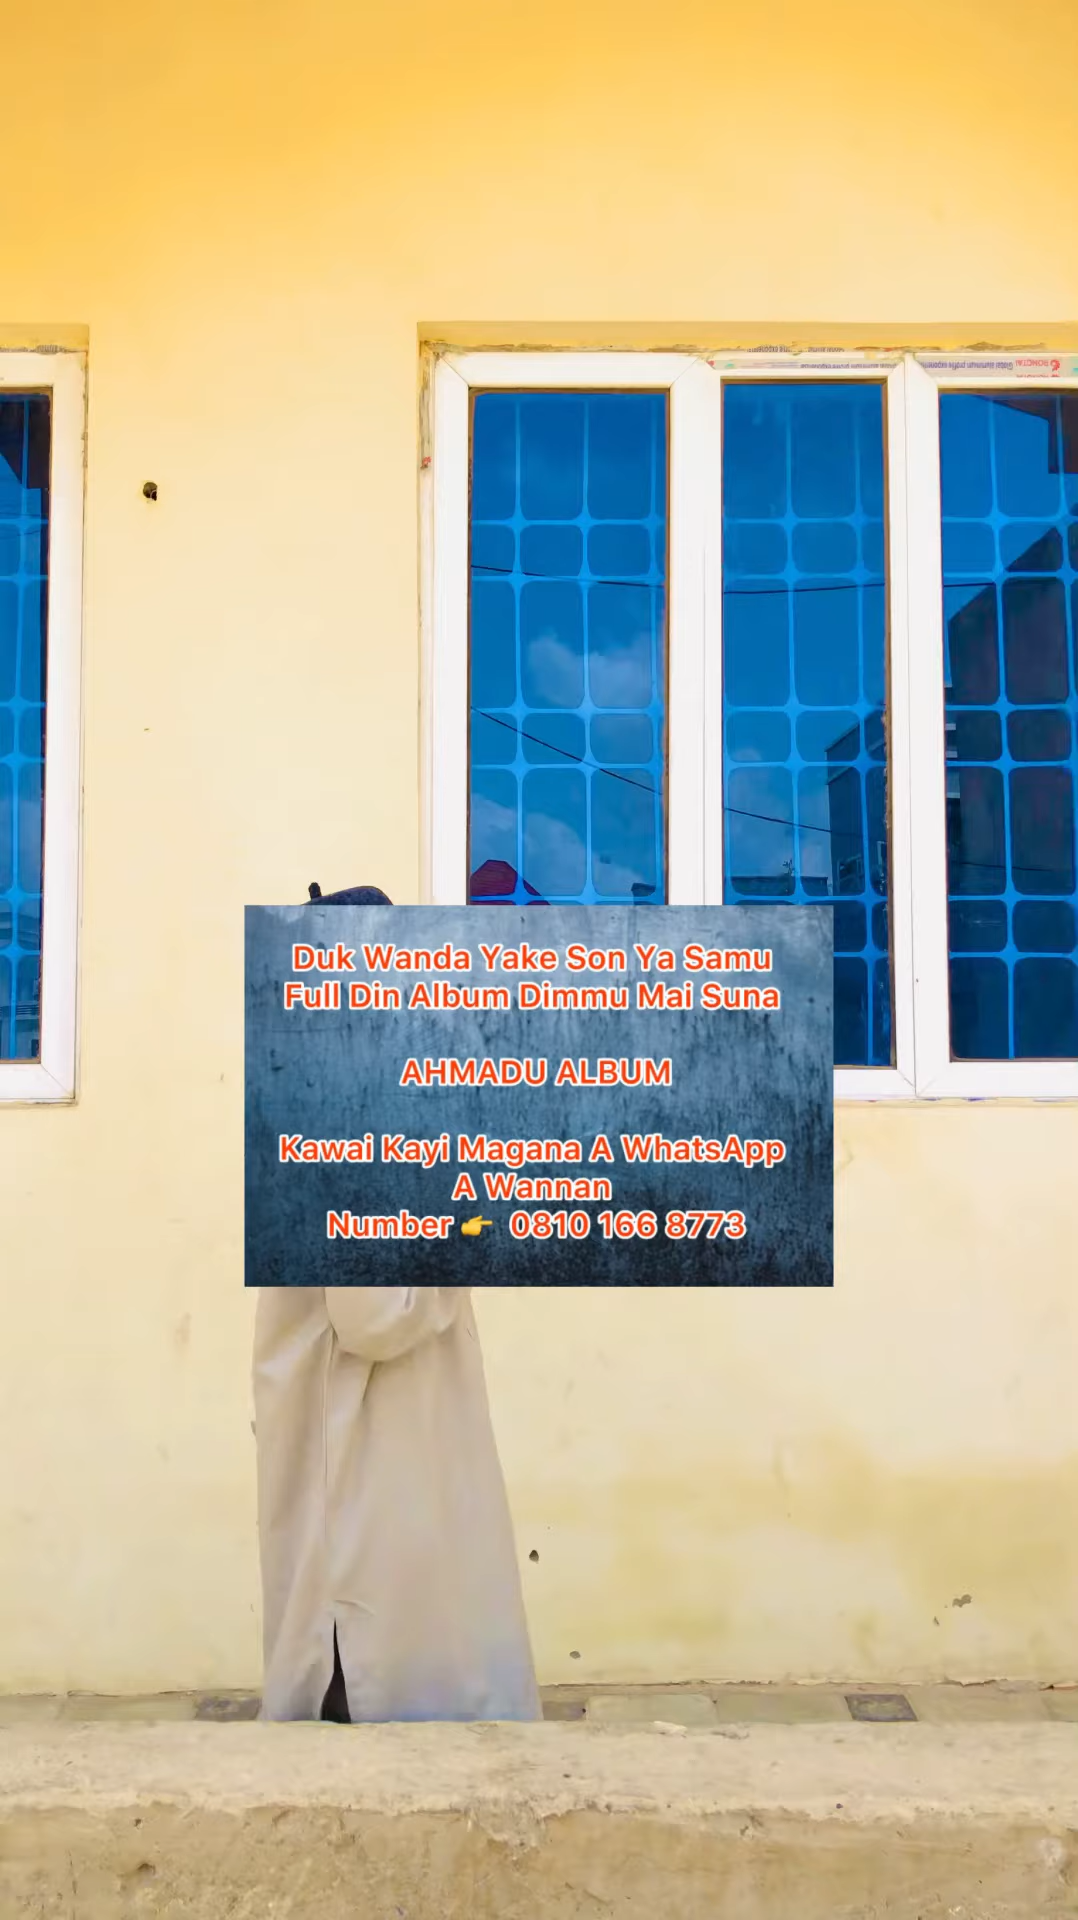 Duk Wanda Yake Son Ya Samu
Full Din Album Dimmu Mai Suna
AHMADU ALBUM
Kawai Kayi Magana A WhatsApp
A Wannan
Number 👉 0810 166 8773
RONGTAI